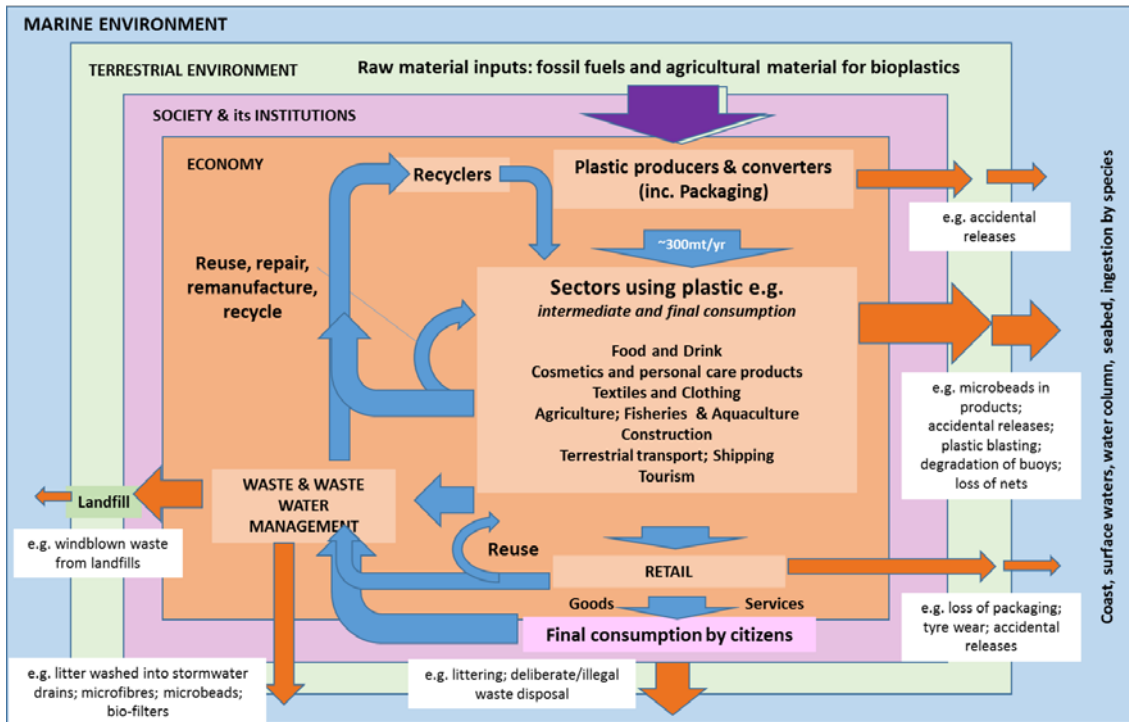 MARINE ENVIRONMENT
TERRESTRIAL ENVIRONMENT
Raw material inputs: fossil fuels and agricultural material for bioplastics
SOCIETY & its INSTITUTIONS
ECONOMY
Recyclers
Plastic producers & converters
(inc. Packaging)
e.g. accidental
releases
~300mt/yr
Reuse, repair,
remanufacture,
recycle
Sectors using plastic e.g.
intermediate and final consumption
Food and Drink
Cosmetics and personal care products
Textiles and Clothing
Agriculture; Fisheries & Aquaculture
Construction
Terrestrial transport; Shipping
Tourism
e.g. microbeads in
products;
accidental releases;
plastic blasting;
degradation of buoys;
loss of nets
Coast, surface waters, water column, seabed, ingestion by species
Landfill
WASTE & WASTE
WATER
MANAGEMENT
e.g. windblown waste
from landfills
Reuse
RETAIL
Goods
Services
e.g. loss of packaging;
tyre wear; accidental
releases
Final consumption by citizens
e.g. litter washed into stormwater
drains; microfibres; microbeads;
bio-filters
e.g. littering; deliberate/illegal
waste disposal